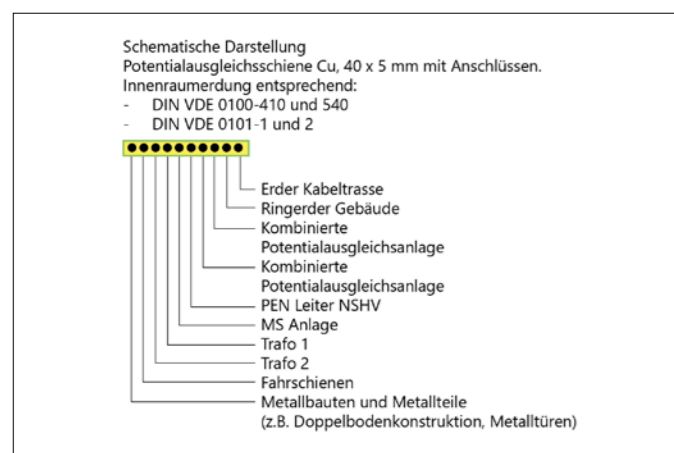 Schematische Darstellung
Potentialausgleichsschiene Cu, 40 x 5 mm mit Anschlüssen.
Innenraumerdung entsprechend:
- DIN VDE 0100-410 und 540
- DIN VDE 0101-1 und 2
Erder Kabeltrasse
Ringerder Gebäude
Kombinierte
Potentialausgleichsanlage
Kombinierte
Potentialausgleichsanlage
PEN Leiter NSHV
MS Anlage
Trafo 1
Trafo 2
Fahrschienen
Metallbauten und Metallteile
(z.B. Doppelbodenkonstruktion, Metalltüren)